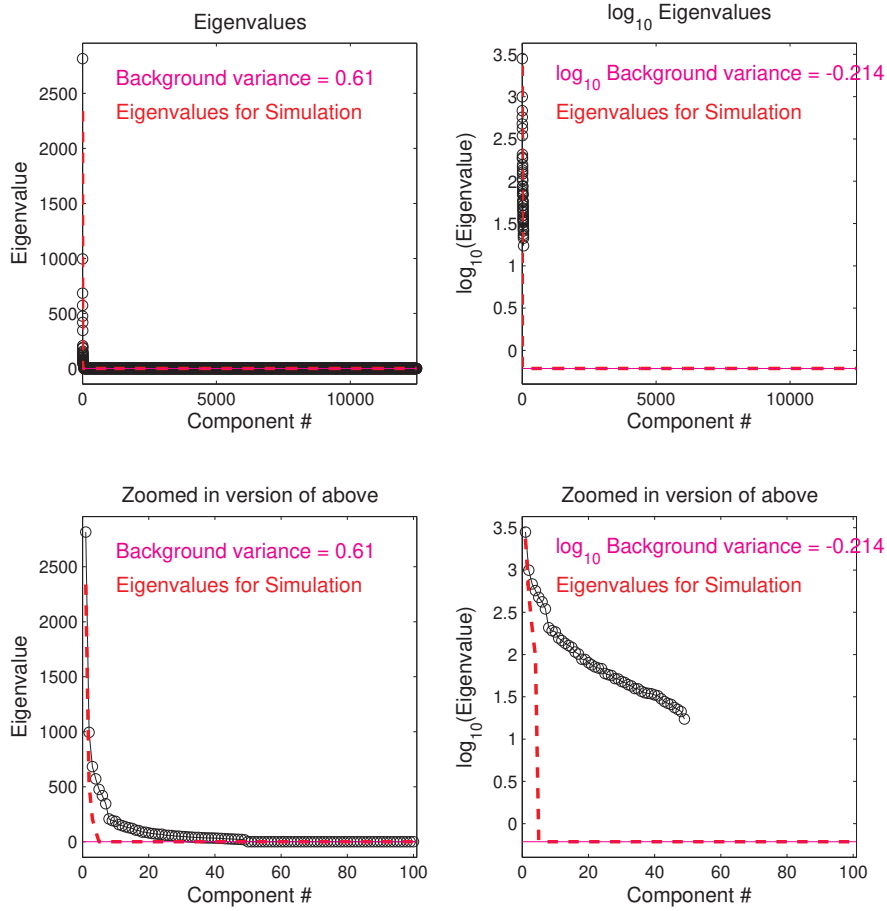 Eigenvalues
Background variance = 0.61
Eigenvalues for Simulation
2500
2000
1500
1000
500
0
Eigenvalue
0 5000 10000
Component #
log10 Eigenvalues
log10 Background variance = -0.214
Eigenvalues for Simulation
3.5
3
2.5
2
1.5
1
0.5
0
log10(Eigenvalue)
0 5000 10000
Component #
Zoomed in version of above
Background variance = 0.61
Eigenvalues for Simulation
2500
2000
1500
1000
500
0
Eigenvalue
0 20 40 60 80 100
Component #
Zoomed in version of above
log10 Background variance = -0.214
Eigenvalues for Simulation
3.5
3
2.5
2
1.5
1
0.5
0
log10(Eigenvalue)
0 20 40 60 80 100
Component #